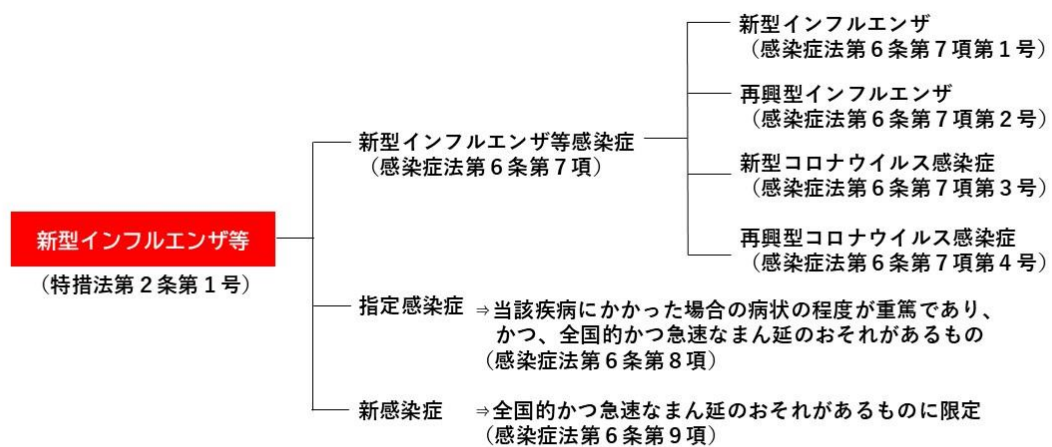 新型インフルエンザ
（感染症法第６条第７項第１号）
再興型インフルエンザ
（感染症法第６条第７項第２号）
新型インフルエンザ等感染症
（感染症法第６条第７項）
新型コロナウイルス感染症
（感染症法第６条第７項第３号）
再興型コロナウイルス感染症
（感染症法第６条第７項第４号）
新型インフルエンザ等
（特措法第２条第１号）
指定感染症 ⇒当該疾病にかかった場合の病状の程度が重篤であり、
かつ、全国的かつ急速なまん延のおそれがあるもの
（感染症法第６条第８項）
新感染症 ⇒全国的かつ急速なまん延のおそれがあるものに限定
（感染症法第６条第９項）